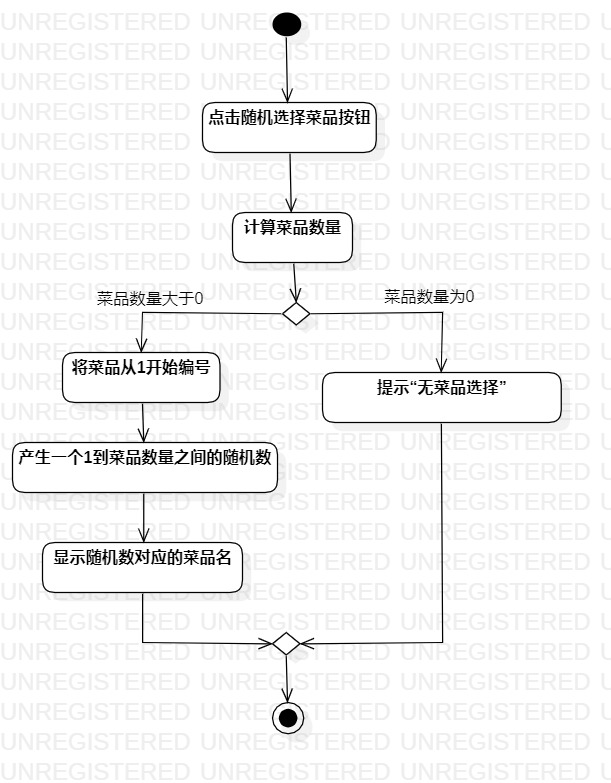 点击随机选择菜品按钮
计算菜品数量
菜品数量大于0
菜品数量为0
将菜品从1开始编号
提示“无菜品选择”
产生一个1到菜品数量之间的随机数
显示随机数对应的菜品名
UNREGISTERED